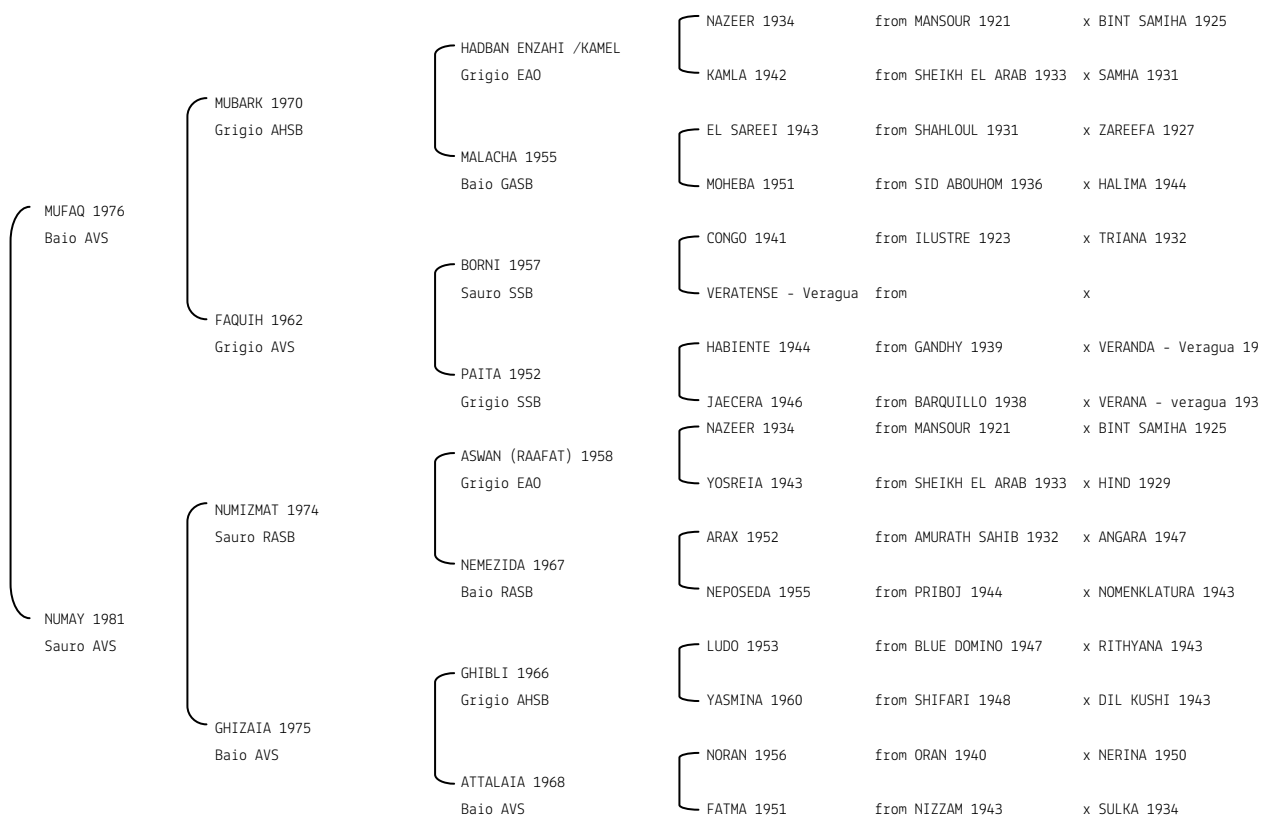 NAZEER 1934 from MANSOUR 1921 x BINT SAMIHA 1925
HADBAN ENZAHI /KAMEL
Grigio EAO KAMLA 1942 from SHEIKH EL ARAB 1933 x SAMHA 1931
MUBARK 1970
Grigio AHSB EL SAREEI 1943 from SHAHLOUL 1931 x ZAREEFA 1927
MALACHA 1955
Baio GASB MOHEBA 1951 from SID ABOUHOM 1936 x HALIMA 1944
MUFAQ 1976
Baio AVS CONGO 1941 from ILUSTRE 1923 x TRIANA 1932
BORNI 1957
Sauro SSB VERATENSE - Veragua from x
FAQUIH 1962
Grigio AVS HABIENTE 1944 from GANDHY 1939 x VERANDA - Veragua 19
PAITA 1952
Grigio SSB JAECERA 1946 from BARQUILLO 1938 x VERANA - veragua 193
NAZEER 1934 from MANSOUR 1921 x BINT SAMIHA 1925
ASWAN (RAAFAT) 1958
Grigio EAO YOSREIA 1943 from SHEIKH EL ARAB 1933 x HIND 1929
NUMIZMAT 1974
Sauro RASB ARAX 1952 from AMURATH SAHIB 1932 x ANGARA 1947
NEMEZIDA 1967
Baio RASB NEPOSEDA 1955 from PRIBOJ 1944 x NOMENKLATURA 1943
NUMAY 1981
Sauro AVS LUDO 1953 from BLUE DOMINO 1947 x RITHYANA 1943
GHIBLI 1966
Grigio AHSB YASMINA 1960 from SHIFARI 1948 x DIL KUSHI 1943
GHIZAIA 1975
Baio AVS NORAN 1956 from ORAN 1940 x NERINA 1950
ATTALAIA 1968
Baio AVS FATMA 1951 from NIZZAM 1943 x SULKA 1934